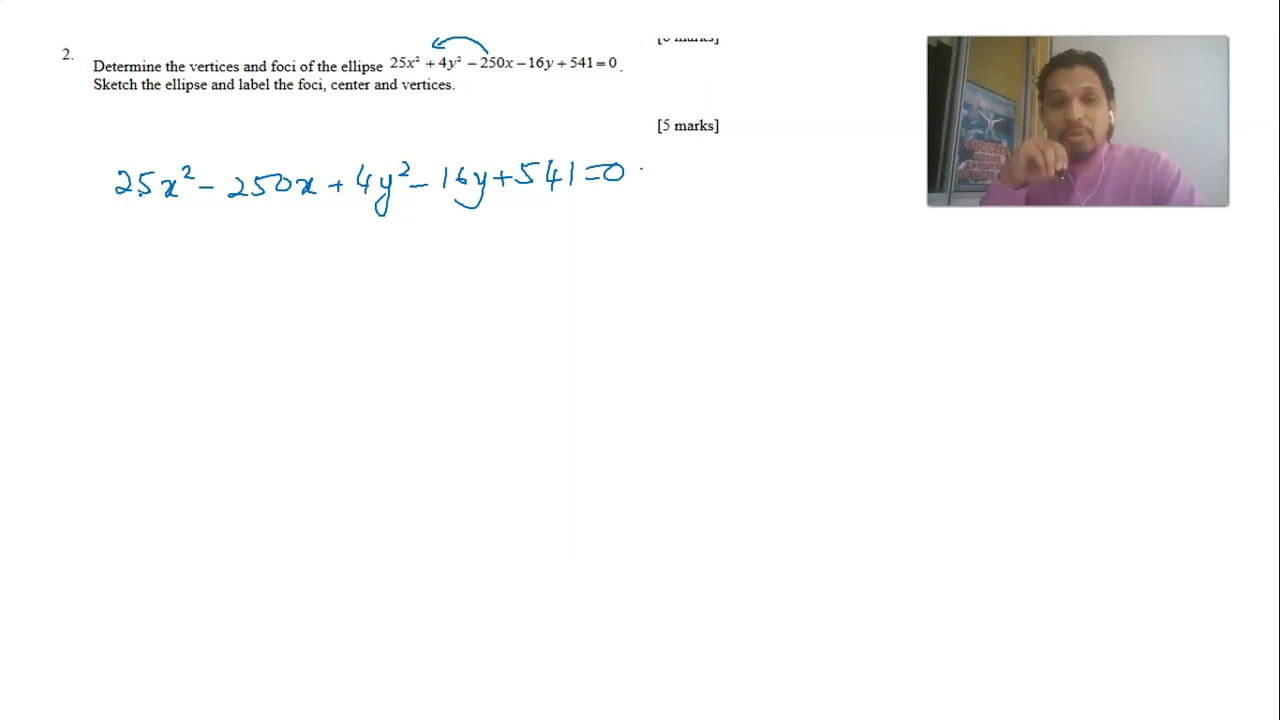 2.
Determine the vertices and foci of the ellipse 25x² + 4y² − 250x − 16y + 541 = 0.
Sketch the ellipse and label the foci, center and vertices.
[5 marks]
25x² − 250x + 4y² − 16y + 541 = 0
SUCCESS